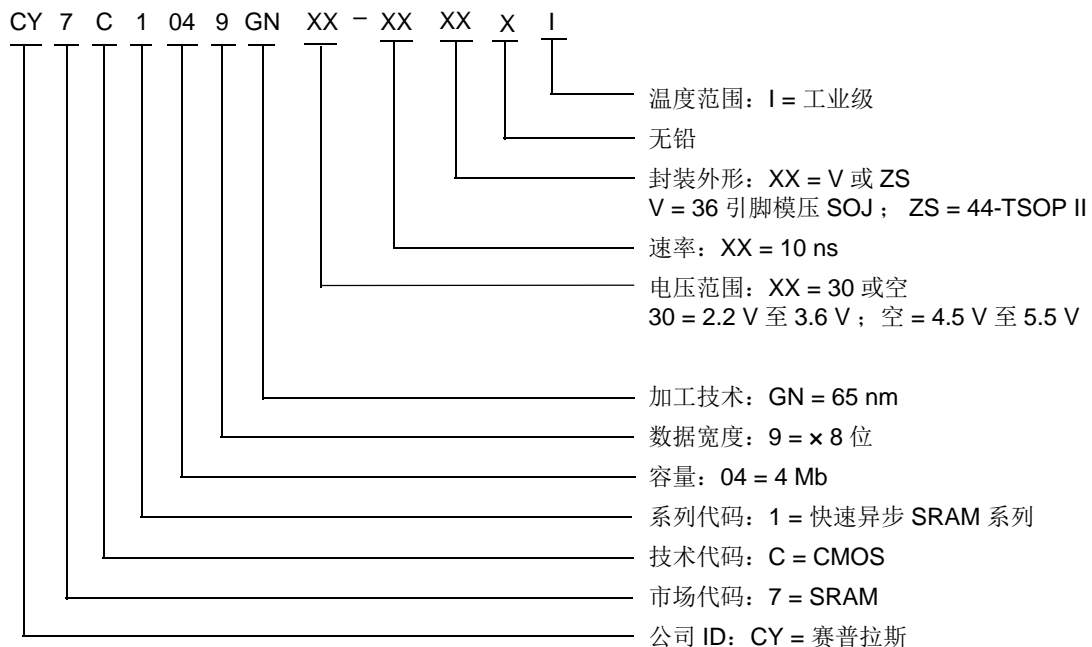 CY 7 C 1 04 9 GN XX – XX XX X I
温度范围：I = 工业级
无铅
封装外形：XX = V 或 ZS
V = 36 引脚模压 SOJ ； ZS = 44-TSOP II
速率：XX = 10 ns
电压范围：XX = 30 或空
30 = 2.2 V 至 3.6 V ；空 = 4.5 V 至 5.5 V
加工技术：GN = 65 nm
数据宽度：9 = × 8 位
容量：04 = 4 Mb
系列代码：1 = 快速异步 SRAM 系列
技术代码：C = CMOS
市场代码：7 = SRAM
公司 ID：CY = 赛普拉斯